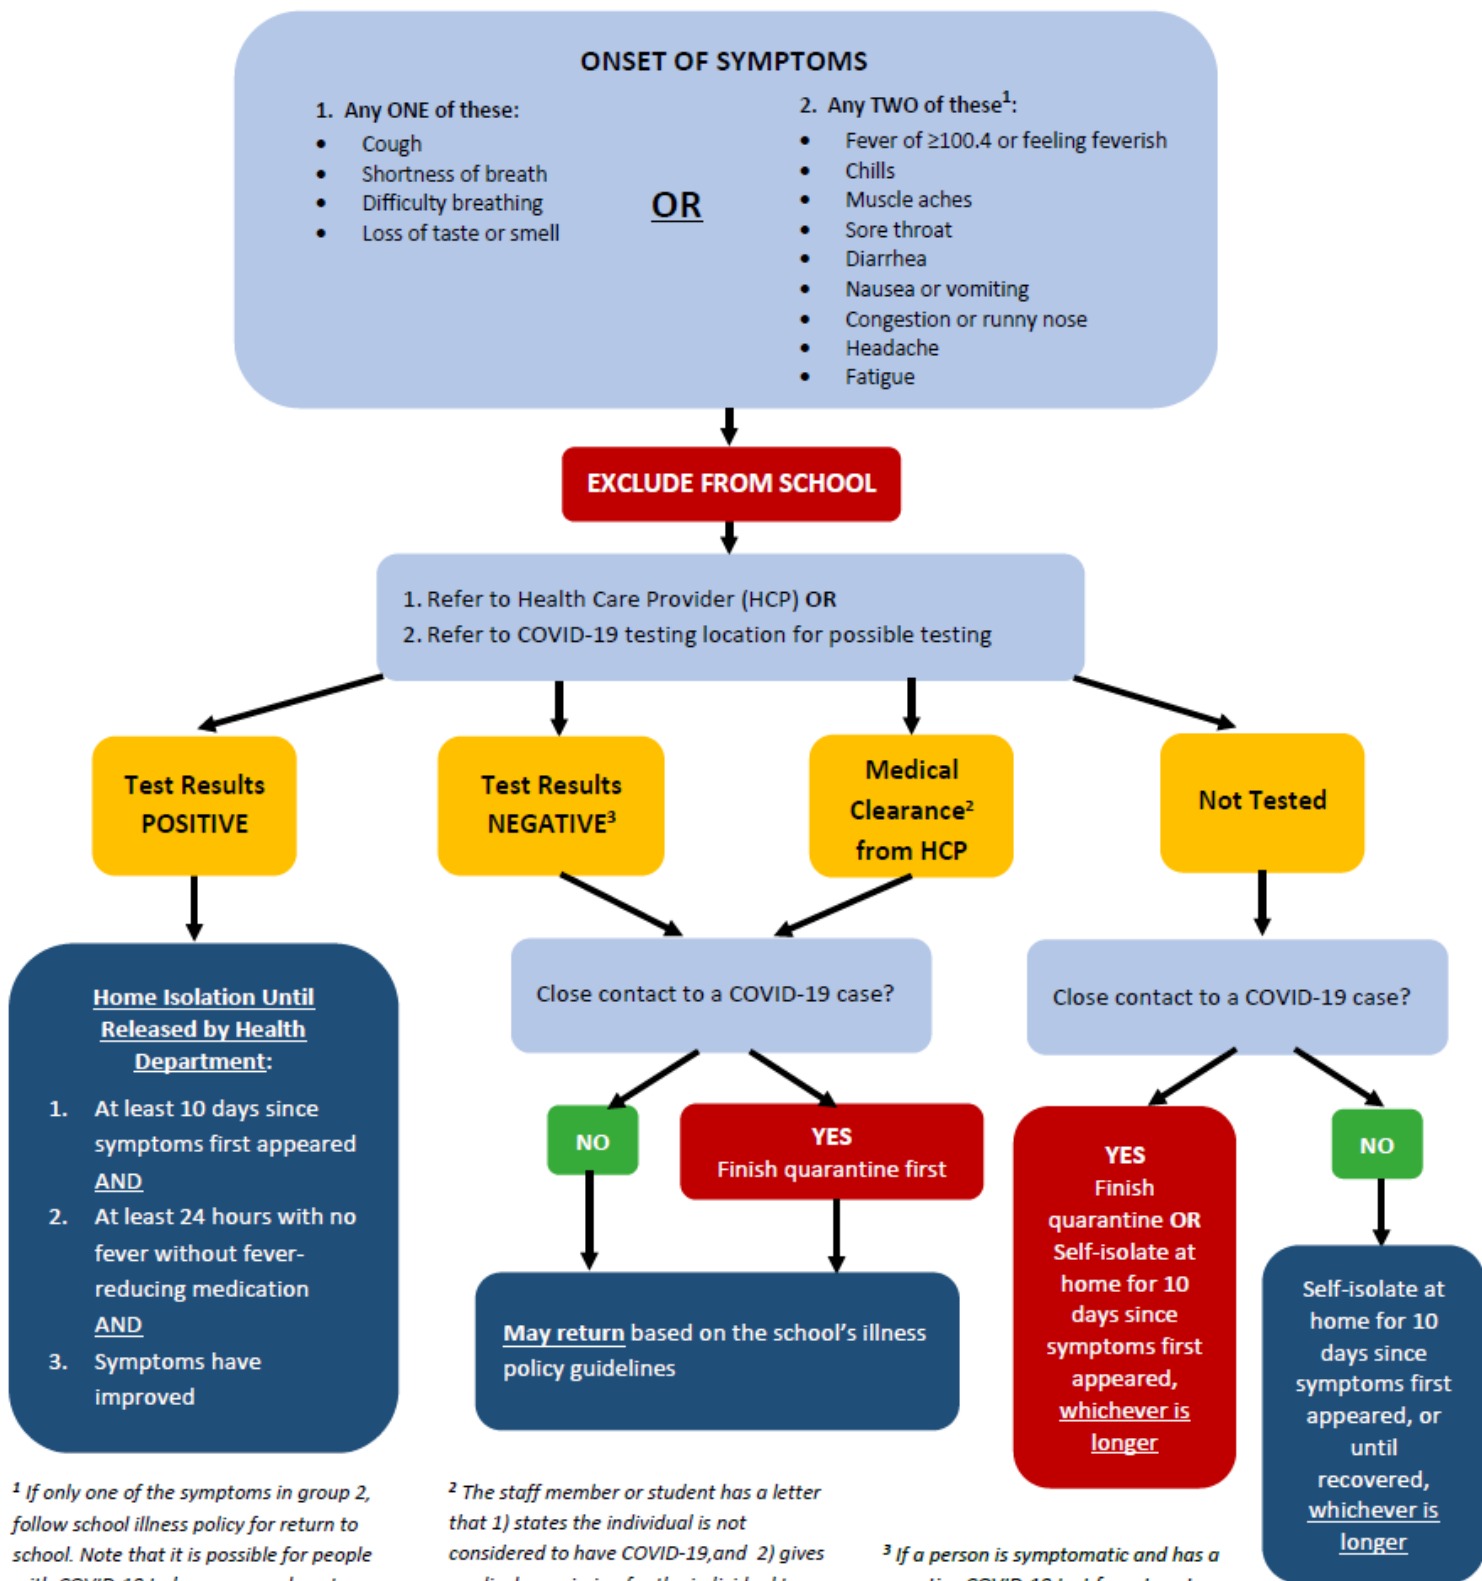 ONSET OF SYMPTOMS
1. Any ONE of these:
• Cough
• Shortness of breath
• Difficulty breathing
• Loss of taste or smell
OR
2. Any TWO of these¹:
• Fever of ≥100.4 or feeling feverish
• Chills
• Muscle aches
• Sore throat
• Diarrhea
• Nausea or vomiting
• Congestion or runny nose
• Headache
• Fatigue
EXCLUDE FROM SCHOOL
1. Refer to Health Care Provider (HCP) OR
2. Refer to COVID-19 testing location for possible testing
Test Results
POSITIVE
Test Results
NEGATIVE³
Medical
Clearance²
from HCP
Not Tested
Home Isolation Until
Released by Health
Department:
1. At least 10 days since
symptoms first appeared
AND
2. At least 24 hours with no
fever without fever-
reducing medication
AND
3. Symptoms have
improved
Close contact to a COVID-19 case?
NO
YES
Finish quarantine first
May return based on the school's illness
policy guidelines
Close contact to a COVID-19 case?
YES
Finish
quarantine OR
Self-isolate at
home for 10
days since
symptoms first
appeared,
whichever is
longer
NO
Self-isolate at
home for 10
days since
symptoms first
appeared, or
until
recovered,
whichever is
longer
¹ If only one of the symptoms in group 2,
follow school illness policy for return to
school. Note that it is possible for people
² The staff member or student has a letter
that 1) states the individual is not
considered to have COVID-19,and 2) gives
³ If a person is symptomatic and has a